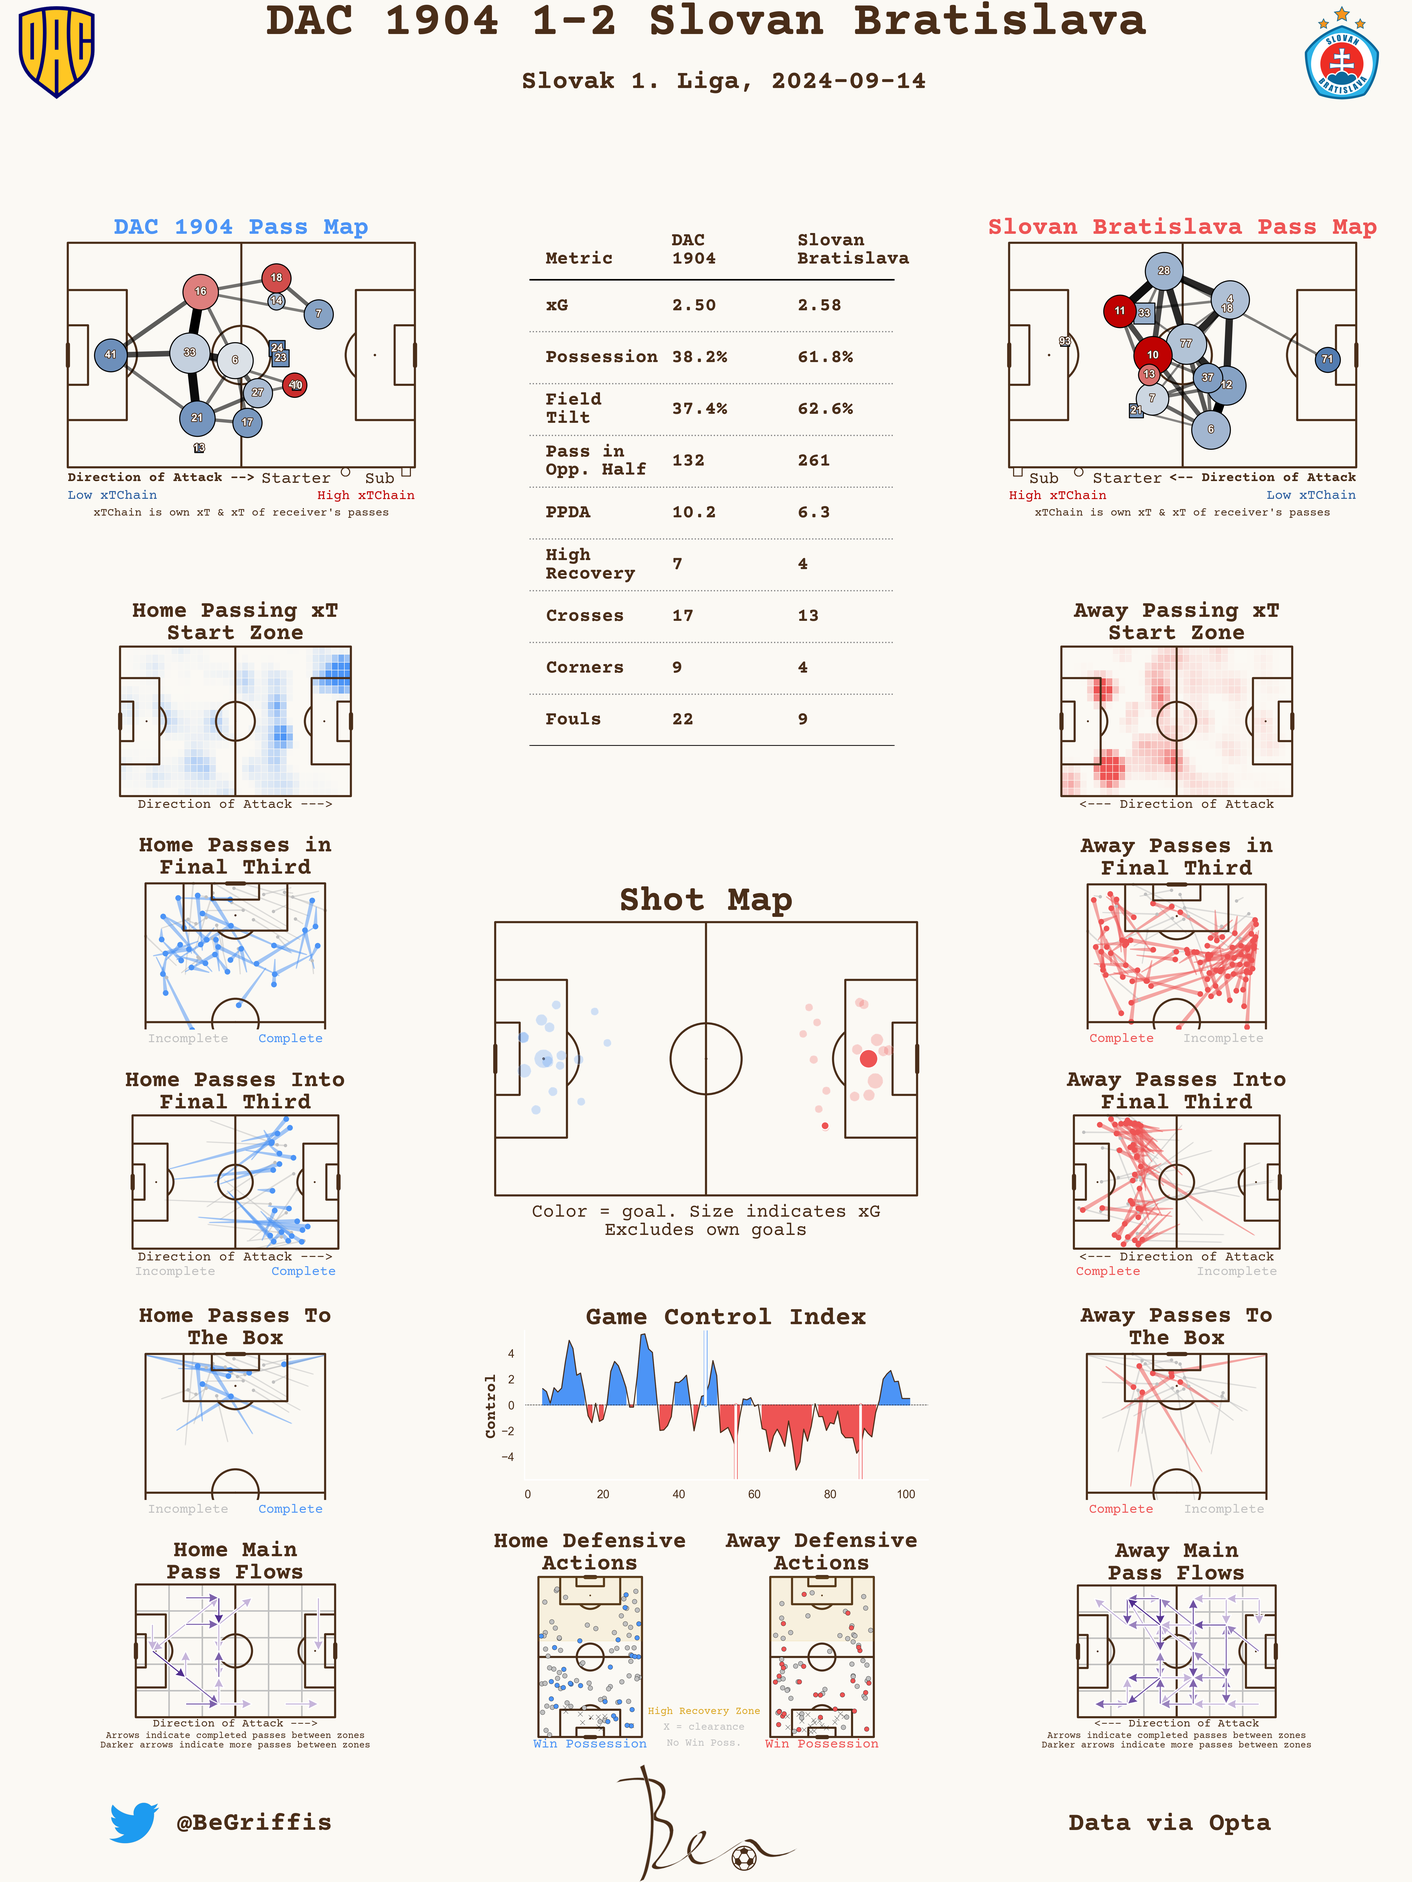 DAC 1904 1-2 Slovan Bratislava
Slovak 1. Liga, 2024-09-14
DAC
SLOVAN
BRATISLAVA
DAC 1904 Pass Map
16
18
14
7
41
33
6
24
23
27
10
21
17
13
Direction of Attack --> Starter Sub
Low xTChain High xTChain
xTChain is own xT & xT of receiver's passes
Metric DAC 1904 Slovan Bratislava
xG 2.50 2.58
Possession 38.2% 61.8%
Field Tilt 37.4% 62.6%
Pass in Opp. Half 132 261
PPDA 10.2 6.3
High Recovery 7 4
Crosses 17 13
Corners 9 4
Fouls 22 9
Slovan Bratislava Pass Map
28
4
18
11
33
93
77
10
71
13
37
12
7
21
6
Sub Starter <-- Direction of Attack
High xTChain Low xTChain
xTChain is own xT & xT of receiver's passes
Home Passing xT
Start Zone
Direction of Attack --->
Away Passing xT
Start Zone
<--- Direction of Attack
Home Passes in
Final Third
Incomplete Complete
Shot Map
Color = goal. Size indicates xG
Excludes own goals
Away Passes in
Final Third
Complete Incomplete
Home Passes Into
Final Third
Direction of Attack --->
Incomplete Complete
Away Passes Into
Final Third
<--- Direction of Attack
Complete Incomplete
Home Passes To
The Box
Incomplete Complete
Game Control Index
Control
4
2
0
−2
−4
0 20 40 60 80 100
Away Passes To
The Box
Complete Incomplete
Home Main
Pass Flows
Direction of Attack --->
Arrows indicate completed passes between zones
Darker arrows indicate more passes between zones
Home Defensive
Actions
Win Possession
High Recovery Zone
X = clearance
No Win Poss.
Away Defensive
Actions
Win Possession
Away Main
Pass Flows
<--- Direction of Attack
Arrows indicate completed passes between zones
Darker arrows indicate more passes between zones
@BeGriffis
Ben
Data via Opta